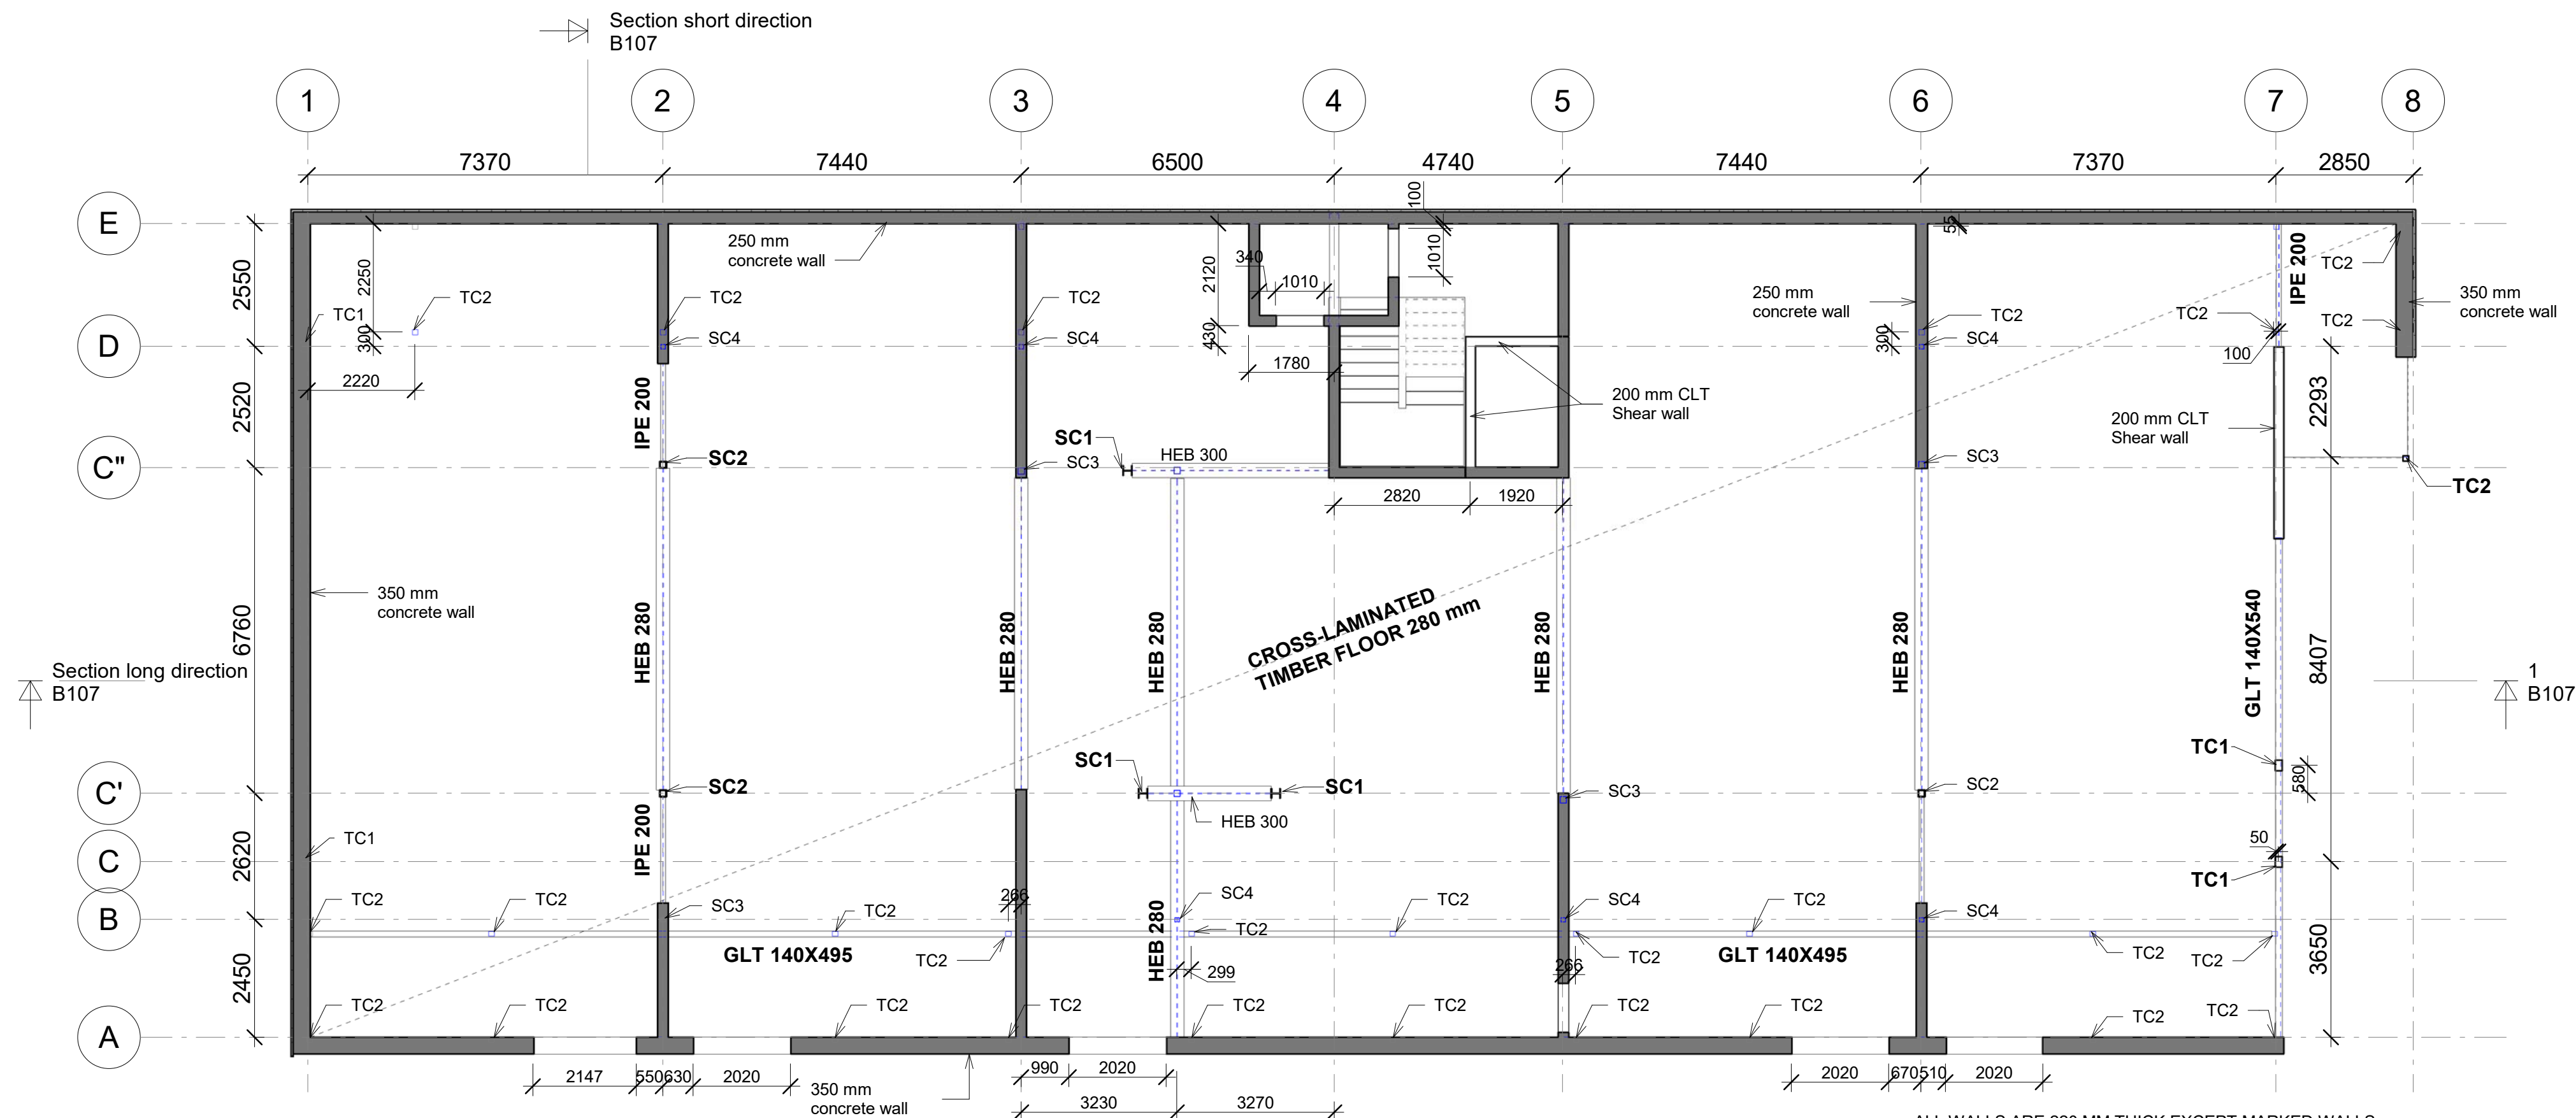 Section short direction
B107
1
2
3
4
5
6
7
8
7370
7440
6500
4740
7440
7370
2850
E
D
C"
C'
C
B
A
2550
2520
6760
2620
2450
250 mm
concrete wall
2250
300
TC1
TC2
2220
TC2
SC4
TC2
SC4
2120
430
340
1010
1780
100
1010
55
250 mm
concrete wall
300
TC2
SC4
IPE 200
TC2
TC2
TC2
100
350 mm
concrete wall
IPE 200
SC2
SC3
SC1
HEB 300
200 mm CLT
Shear wall
200 mm CLT
Shear wall
SC3
2293
TC2
2820
1920
350 mm
concrete wall
HEB 280
HEB 280
HEB 280
HEB 280
HEB 280
GLT 140X540
8407
CROSS-LAMINATED
TIMBER FLOOR 280 mm
Section long direction
B107
1
B107
SC2
SC1
SC1
HEB 300
SC3
SC2
TC1
580
TC1
IPE 200
50
TC1
TC2
TC2
SC3
TC2
266
SC4
TC2
TC2
SC4
TC2
SC4
GLT 140X495
TC2
HEB 280
299
266
TC2
GLT 140X495
TC2
TC2
3650
TC2
TC2
TC2
TC2
TC2
TC2
TC2
TC2
TC2
TC2
2147
550
630
2020
350 mm
concrete wall
990
2020
3230
3270
2020
670
510
2020